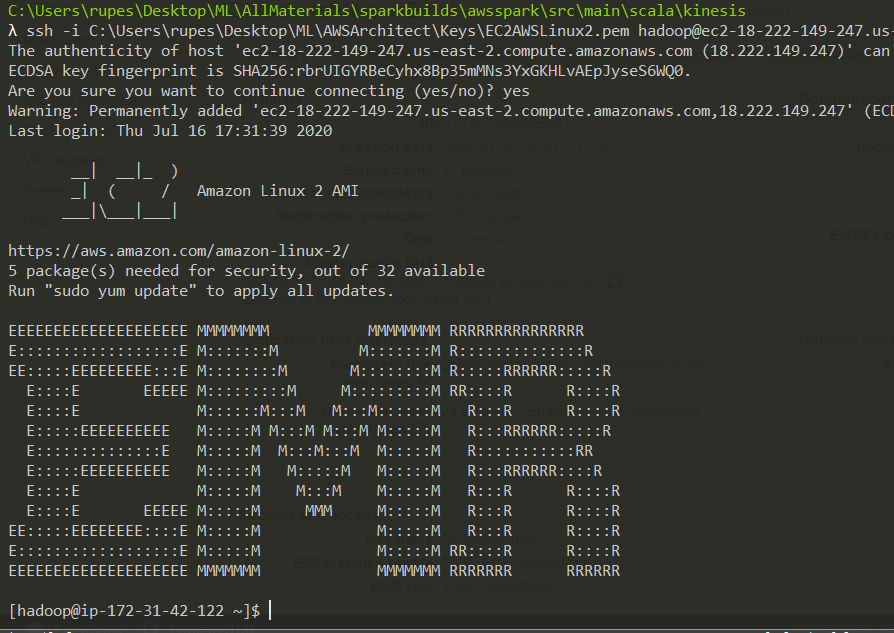 C:\Users\rupes\Desktop\ML\AllMaterials\sparkbuilds\awsspark\src\main\scala\kinesis
λ ssh -i C:\Users\rupes\Desktop\ML\AWSArchitect\Keys\EC2AWSLinux2.pem hadoop@ec2-18-222-149-247.us-
The authenticity of host 'ec2-18-222-149-247.us-east-2.compute.amazonaws.com (18.222.149.247)' can
ECDSA key fingerprint is SHA256:rbrUIGYRBeCyhx8Bp35mMNs3YxGKHLvAEpJyseS6WQ0.
Are you sure you want to continue connecting (yes/no)? yes
Warning: Permanently added 'ec2-18-222-149-247.us-east-2.compute.amazonaws.com,18.222.149.247' (ECD
Last login: Thu Jul 16 17:31:39 2020

       __|  __|_  )
       _|  (     /   Amazon Linux 2 AMI
      ___|\___|___|

https://aws.amazon.com/amazon-linux-2/
5 package(s) needed for security, out of 32 available
Run "sudo yum update" to apply all updates.

EEEEEEEEEEEEEEEEEEEE MMMMMMMM           MMMMMMMM RRRRRRRRRRRRRRR
E::::::::::::::::::E M:::::::M         M:::::::M R::::::::::::::R
EE:::::EEEEEEEEE:::E M::::::::M       M::::::::M R:::::RRRRRR:::::R
  E::::E       EEEEE M:::::::::M     M:::::::::M RR::::R      R::::R
  E::::E             M::::::M:::M   M:::M::::::M   R:::R      R::::R
  E:::::EEEEEEEEEE   M:::::M M:::M M:::M M:::::M   R:::RRRRRR:::::R
  E::::::::::::::E   M:::::M  M:::M:::M  M:::::M   R:::::::::::RR
  E:::::EEEEEEEEEE   M:::::M   M:::::M   M:::::M   R:::RRRRRR::::R
  E::::E             M:::::M    M:::M    M:::::M   R:::R      R::::R
  E::::E       EEEEE M:::::M     MMM     M:::::M   R:::R      R::::R
EE:::::EEEEEEEE::::E M:::::M             M:::::M   R:::R      R::::R
E::::::::::::::::::E M:::::M             M:::::M RR::::R      R::::R
EEEEEEEEEEEEEEEEEEEE MMMMMMM             MMMMMMM RRRRRRR      RRRRRR

[hadoop@ip-172-31-42-122 ~]$